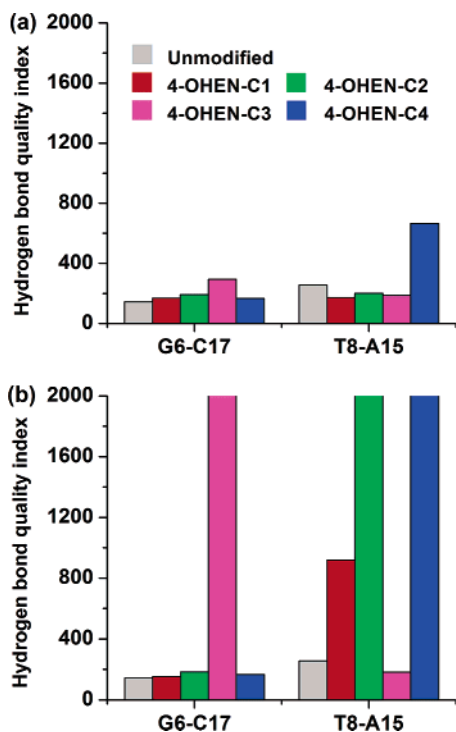 (a)
Hydrogen bond quality index
2000
1600
1200
800
400
0
Unmodified
4-OHEN-C1 4-OHEN-C2
4-OHEN-C3 4-OHEN-C4
G6-C17 T8-A15
(b)
Hydrogen bond quality index
2000
1600
1200
800
400
0
G6-C17 T8-A15